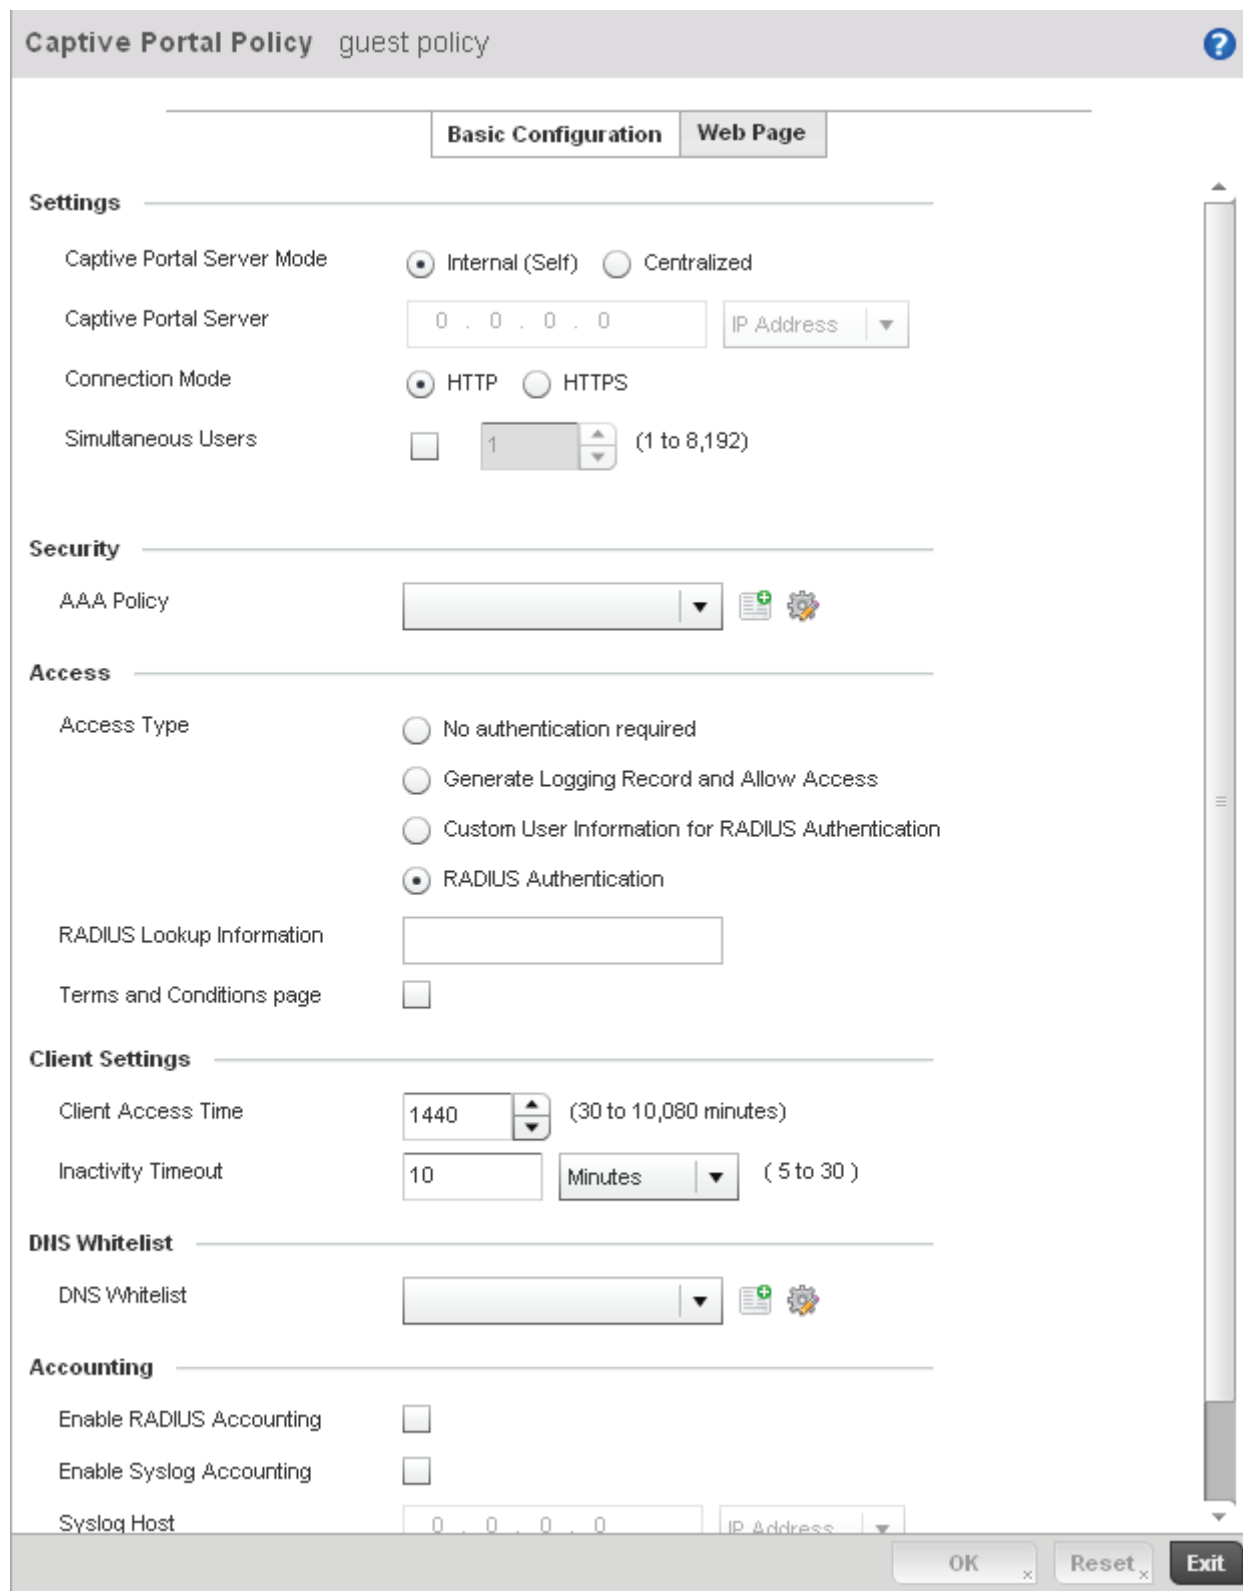 Captive Portal Policy guest policy ?
Basic Configuration Web Page
Settings
Captive Portal Server Mode Internal (Self) Centralized
Captive Portal Server 0 . 0 . 0 . 0 IP Address
Connection Mode HTTP HTTPS
Simultaneous Users 1 (1 to 8,192)
Security
AAA Policy
Access
Access Type No authentication required
Generate Logging Record and Allow Access
Custom User Information for RADIUS Authentication
RADIUS Authentication
RADIUS Lookup Information
Terms and Conditions page
Client Settings
Client Access Time 1440 (30 to 10,080 minutes)
Inactivity Timeout 10 Minutes ( 5 to 30 )
DNS Whitelist
DNS Whitelist
Accounting
Enable RADIUS Accounting
Enable Syslog Accounting
Syslog Host 0 . 0 . 0 . 0 IP Address
OK Reset Exit